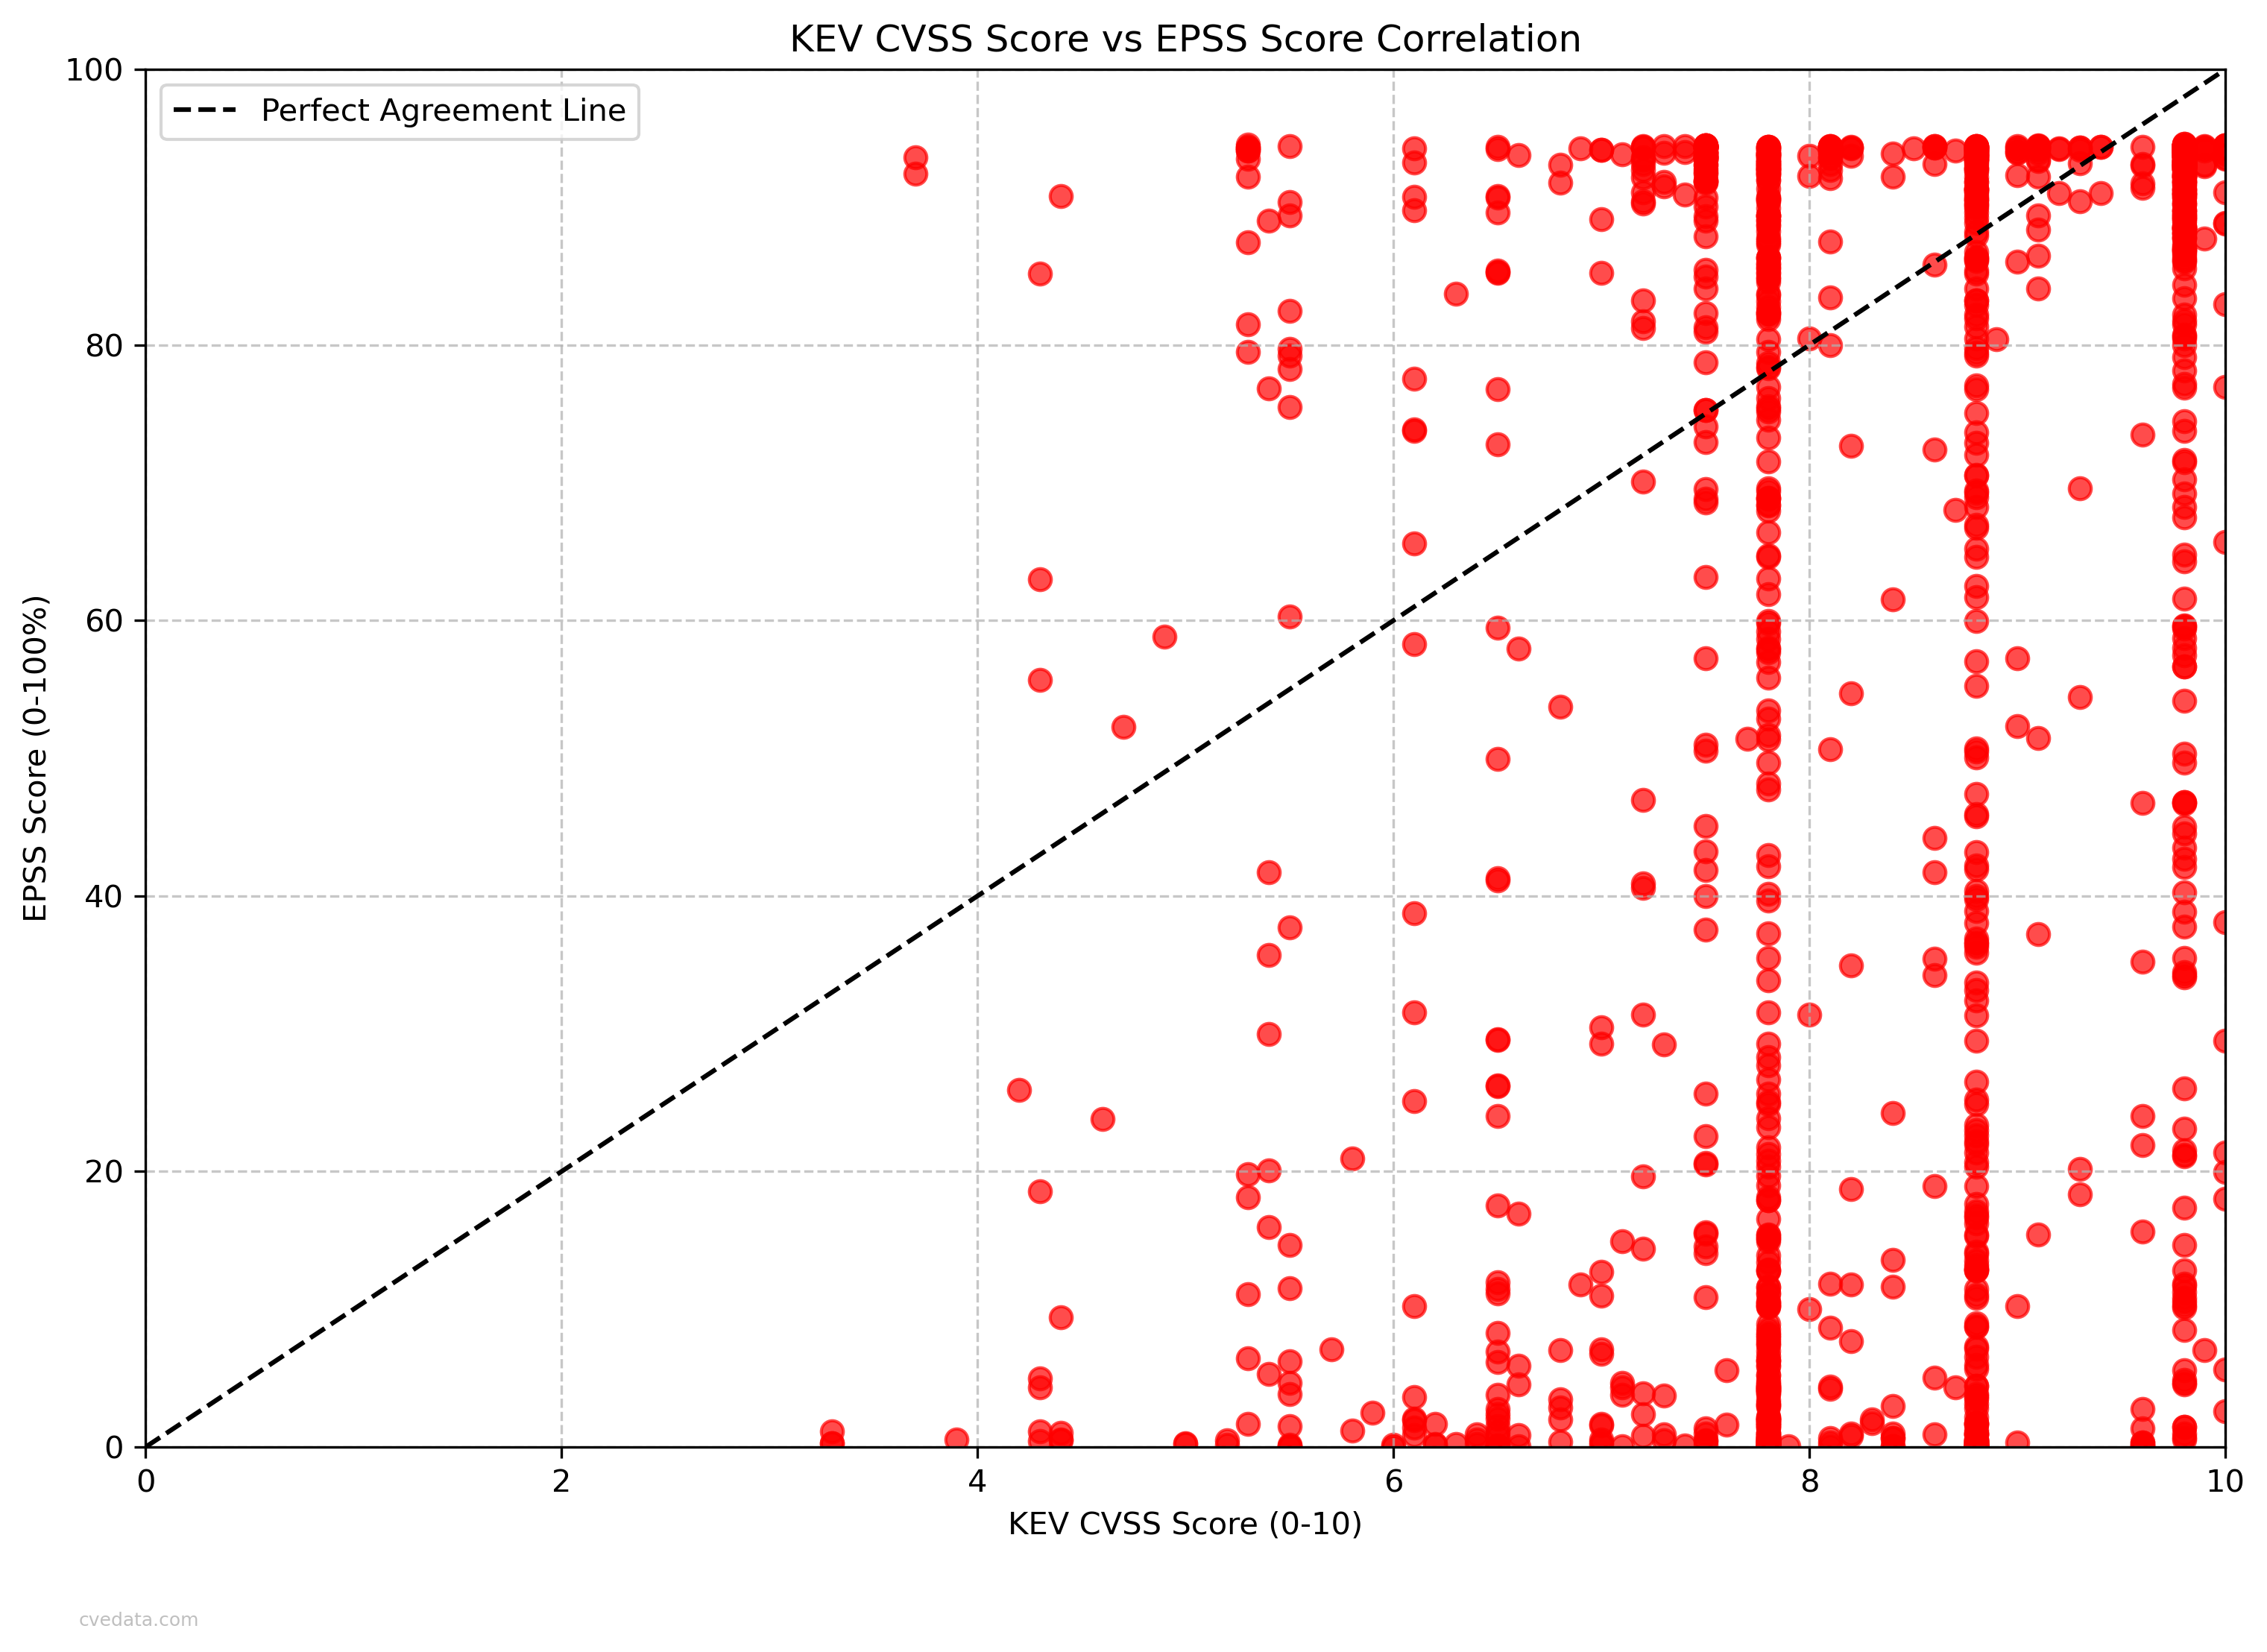 KEV CVSS Score vs EPSS Score Correlation
Perfect Agreement Line
100
80
60
40
20
0
EPSS Score (0-100%)
0 2 4 6 8 10
KEV CVSS Score (0-10)
cvedata.com